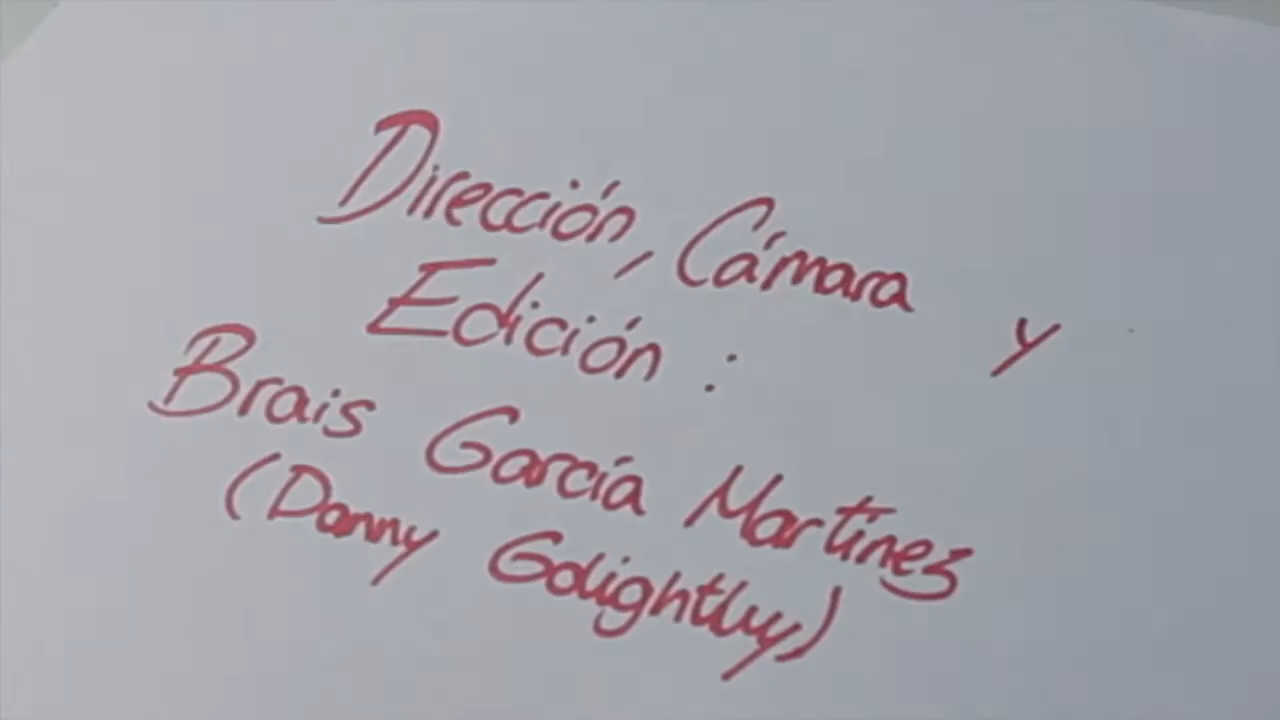 Dirección, Cámara y
Edición :
Brais García Martínez
(Danny Golightly)